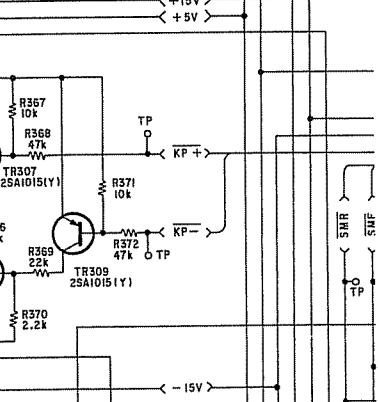 +15V
+5V
R367
10k
R368
47k
TP
KP+
TR307
2SA1015(Y)
R371
10k
KP-
R372
47k
TP
R369
22k
TR309
2SA1015(Y)
SMR
SMF
TP
R370
2.2k
-15V